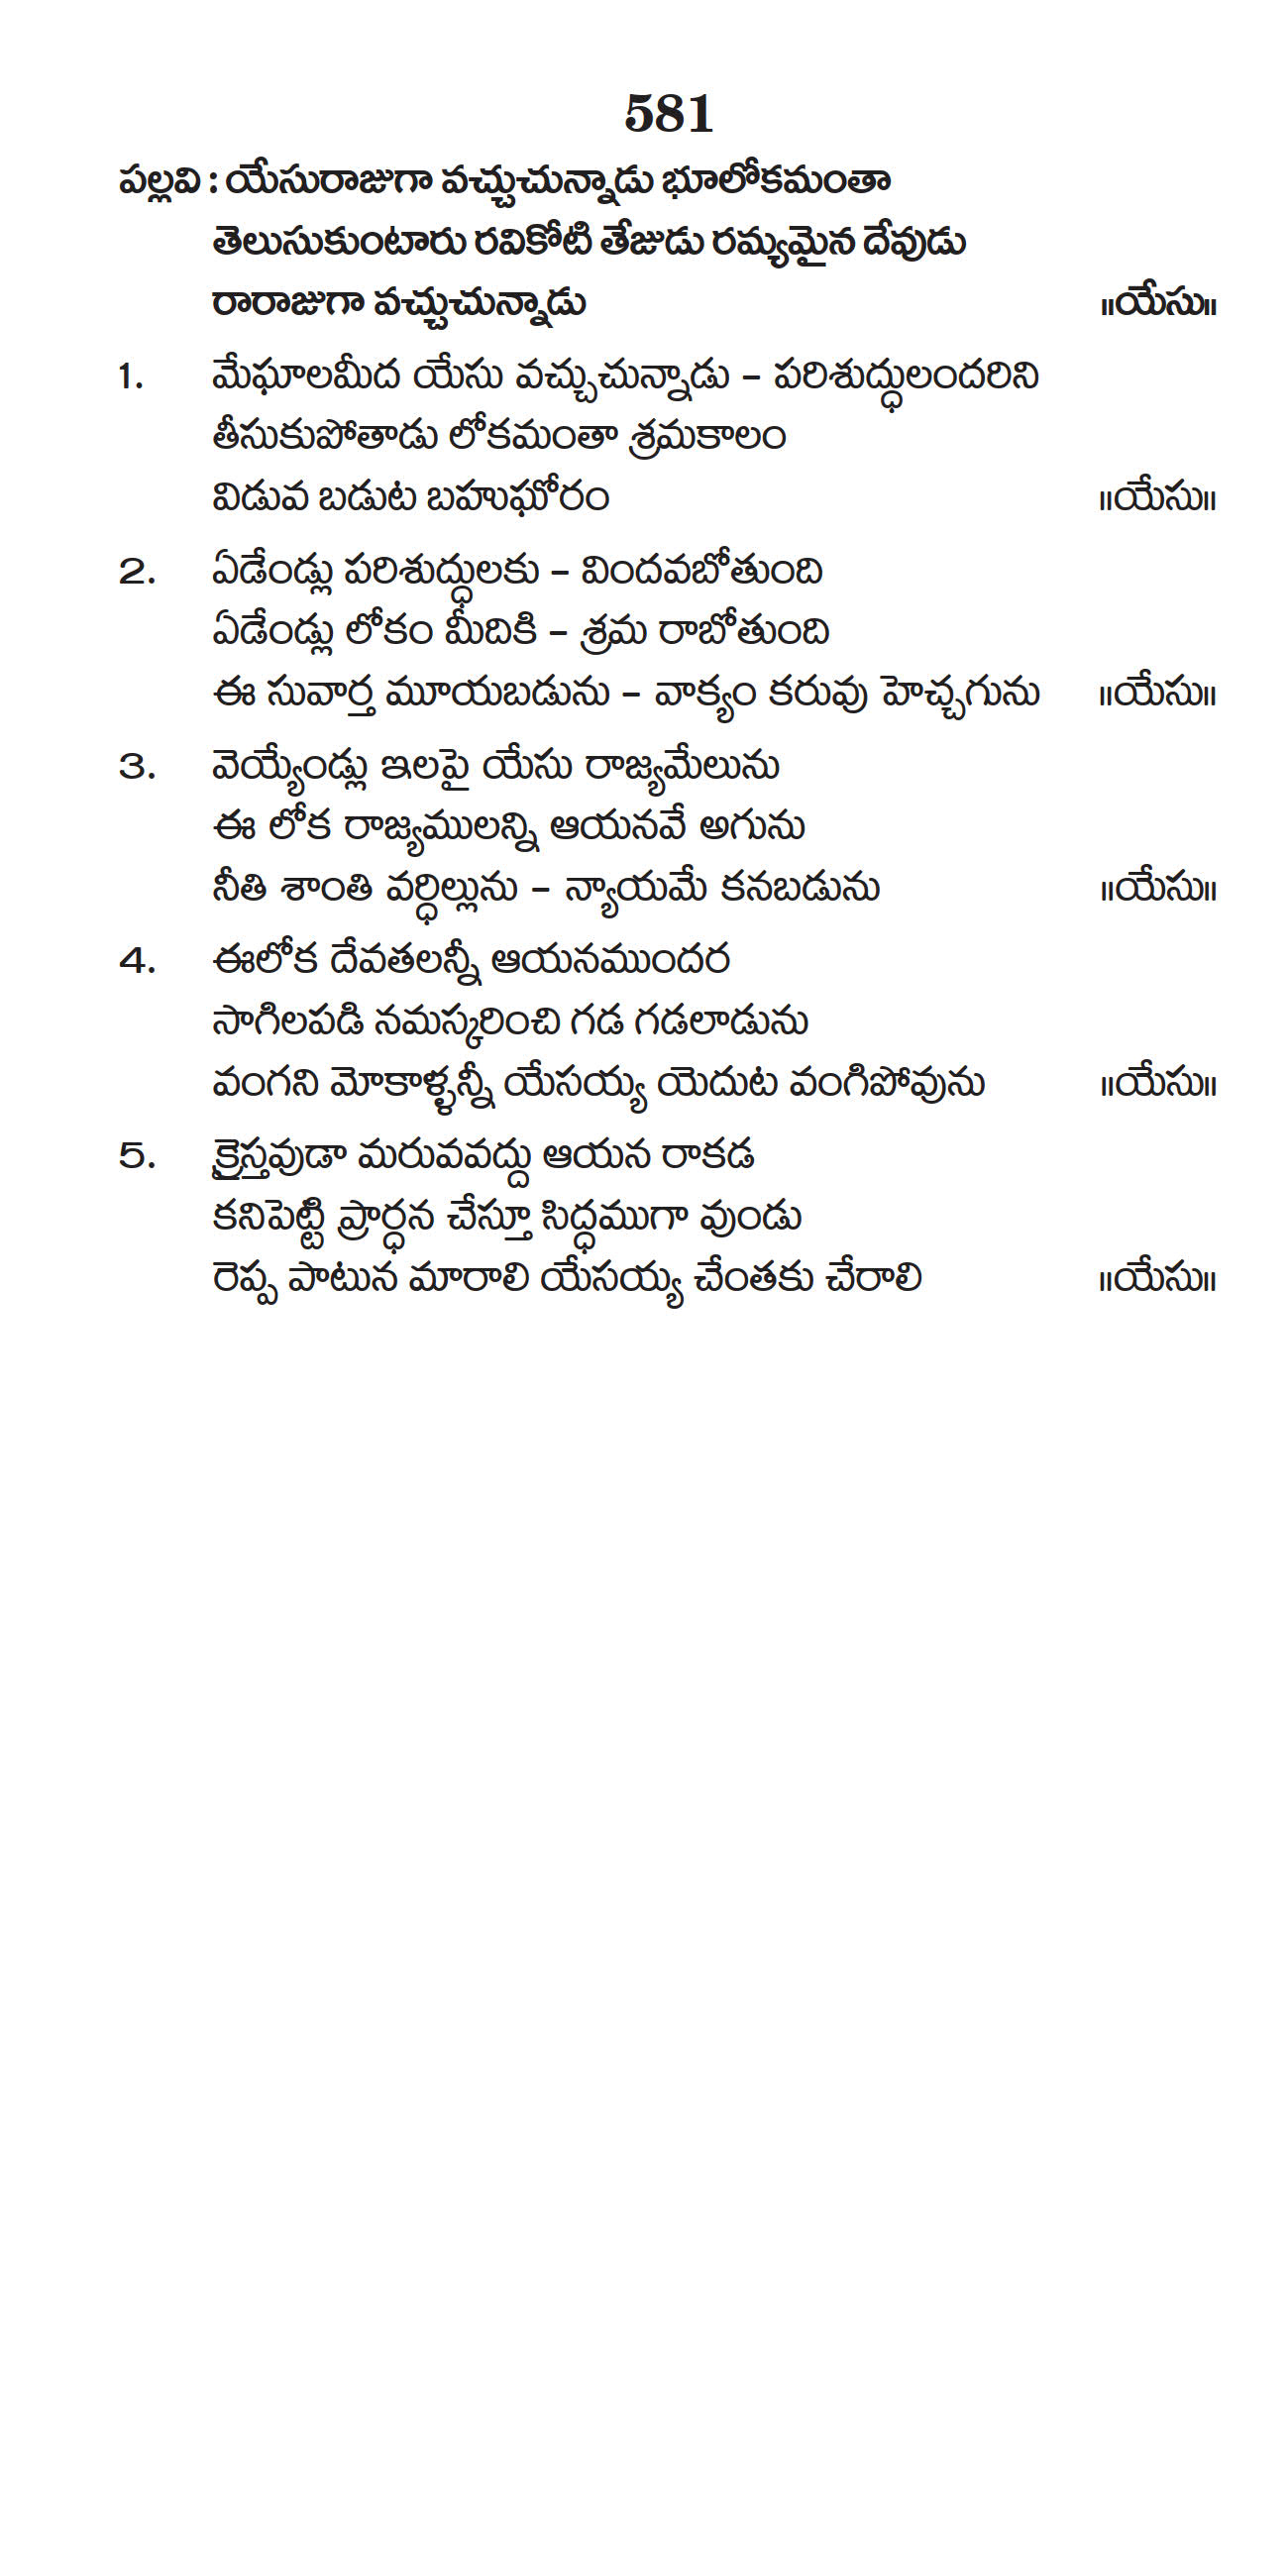 581
పల్లవి : యేసురాజుగా వచ్చుచున్నాడు భూలోకమంతా
తెలుసుకుంటారు రవికోటి తేజుడు రమ్యమైన దేవుడు
రారాజుగా వచ్చుచున్నాడు ॥యేసు॥
1. మేఘాలమీద యేసు వచ్చుచున్నాడు - పరిశుద్ధులందరిని
తీసుకుపోతాడు లోకమంతా శ్రమకాలం
విడువ బడుట బహుఘోరం ॥యేసు॥
2. ఏడేండ్లు పరిశుద్ధులకు - విందవబోతుంది
ఏడేండ్లు లోకం మీదికి - శ్రమ రాబోతుంది
ఈ సువార్త మూయబడును - వాక్యం కరువు హెచ్చగును ॥యేసు॥
3. వెయ్యేండ్లు ఇలపై యేసు రాజ్యమేలును
ఈ లోక రాజ్యములన్ని ఆయనవే అగును
నీతి శాంతి వర్ధిల్లును - న్యాయమే కనబడును ॥యేసు॥
4. ఈలోక దేవతలన్నీ ఆయనముందర
సాగిలపడి నమస్కరించి గడ గడలాడును
వంగని మోకాళ్ళన్నీ యేసయ్య యెదుట వంగిపోవును ॥యేసు॥
5. క్రైస్తవుడా మరువవద్దు ఆయన రాకడ
కనిపెట్టి ప్రార్ధన చేస్తూ సిద్ధముగా వుండు
రెప్ప పాటున మారాలి యేసయ్య చేంతకు చేరాలి ॥యేసు॥